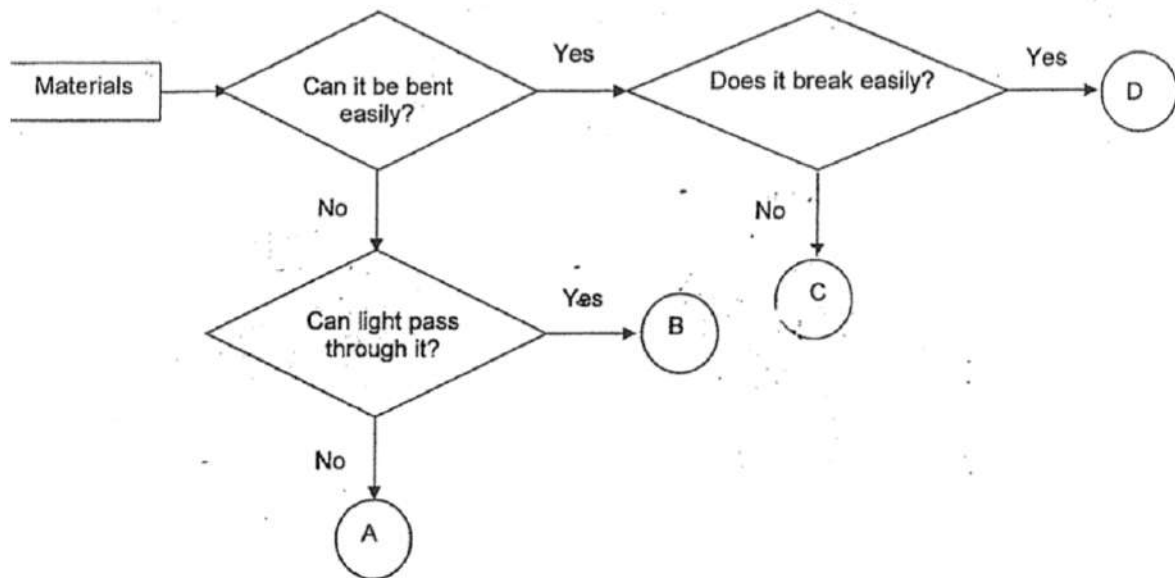 Materials
Can it be bent
easily?
Yes
Does it break easily?
Yes
D
No
No
C
Can light pass
through it?
Yes
B
No
A